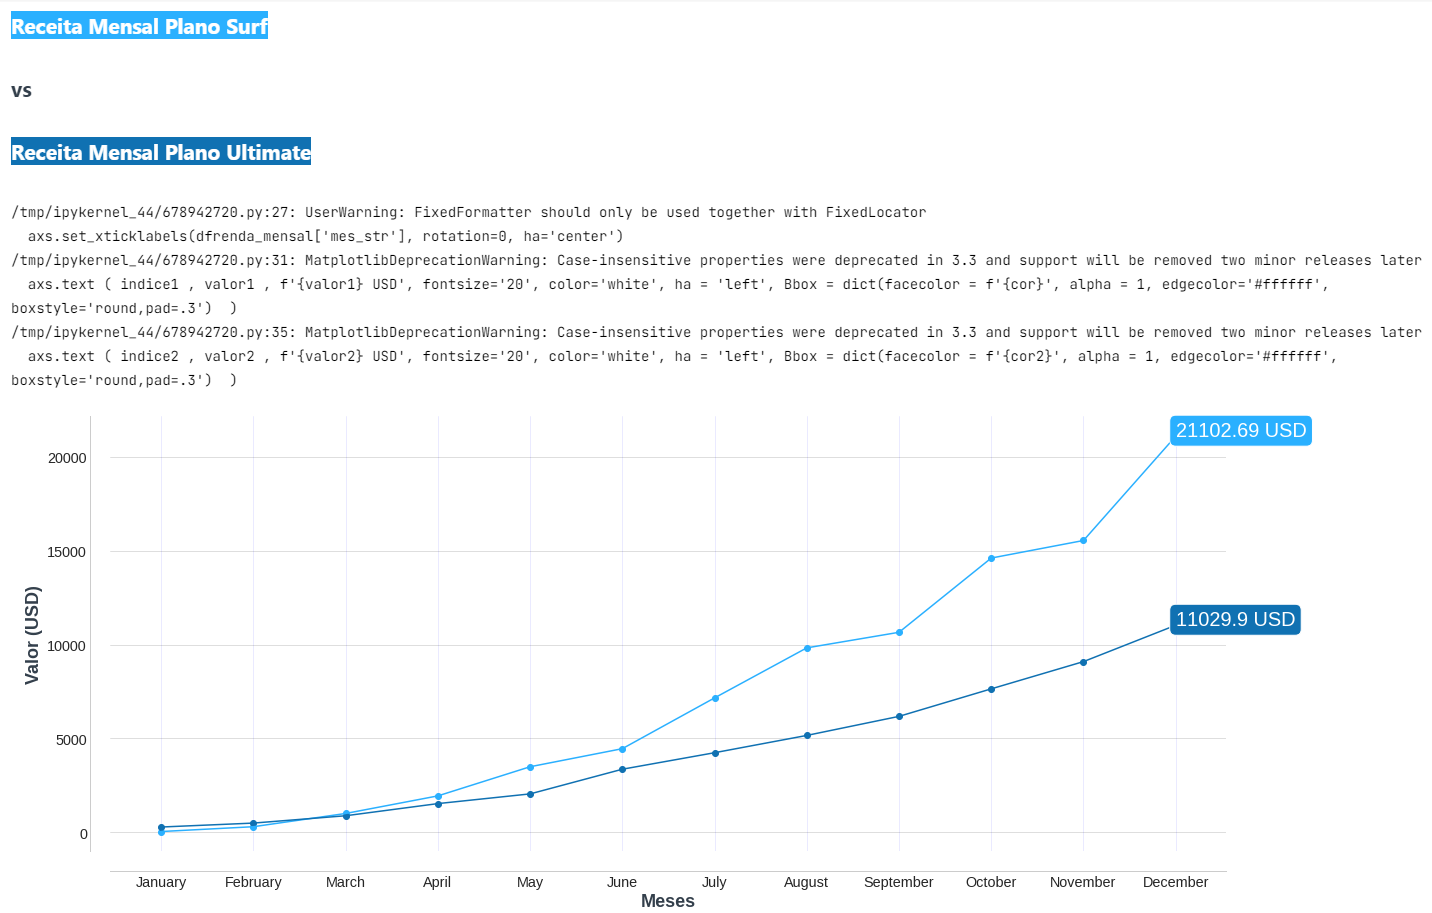 Receita Mensal Plano Surf
vs
Receita Mensal Plano Ultimate
/tmp/ipykernel_44/678942720.py:27: UserWarning: FixedFormatter should only be used together with FixedLocator
  axs.set_xticklabels(dfrenda_mensal['mes_str'], rotation=0, ha='center')
/tmp/ipykernel_44/678942720.py:31: MatplotlibDeprecationWarning: Case-insensitive properties were deprecated in 3.3 and support will be removed two minor releases later
  axs.text ( indice1 , valor1 , f'{valor1} USD', fontsize='20', color='white', ha = 'left', Bbox = dict(facecolor = f'{cor}', alpha = 1, edgecolor='#ffffff',
boxstyle='round,pad=.3')  )
/tmp/ipykernel_44/678942720.py:35: MatplotlibDeprecationWarning: Case-insensitive properties were deprecated in 3.3 and support will be removed two minor releases later
  axs.text ( indice2 , valor2 , f'{valor2} USD', fontsize='20', color='white', ha = 'left', Bbox = dict(facecolor = f'{cor2}', alpha = 1, edgecolor='#ffffff',
boxstyle='round,pad=.3')  )
21102.69 USD
20000
15000
11029.9 USD
10000
5000
0
Valor (USD)
January February March April May June July August September October November December
Meses